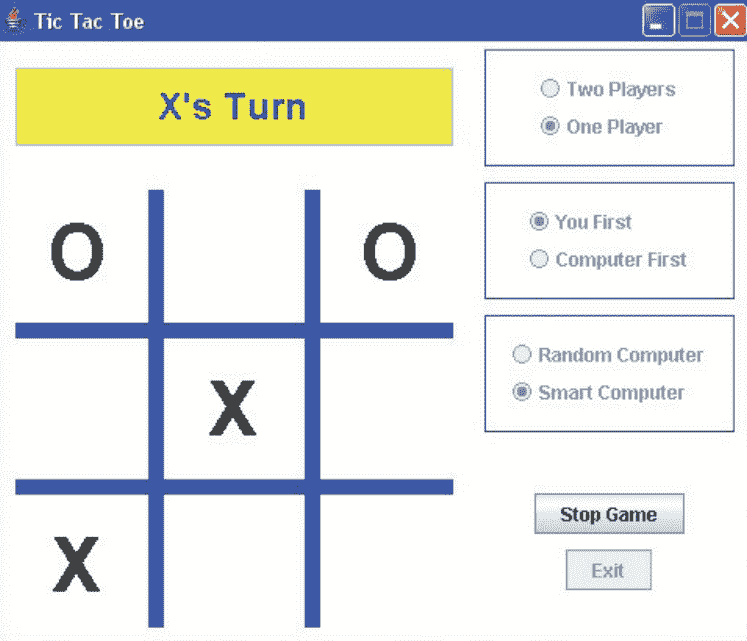 Tic Tac Toe
X's Turn
Two Players
One Player
You First
Computer First
Random Computer
Smart Computer
Stop Game
Exit
O O
X
X